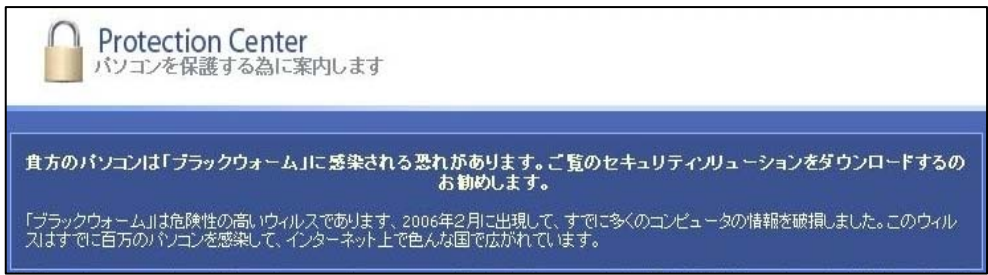 Protection Center
パソコンを保護する為に案内します
貴方のパソコンは「ブラックウォーム」に感染される恐れがあります。ご覧のセキュリティソリューションをダウンロードするの
お勧めします。
「ブラックウォーム」は危険性の高いウィルスであります、2006年2月に出現して、すでに多くのコンピュータの情報を破損しました。このウィル
スはすでに百万のパソコンを感染して、インターネット上で色んな国で広がれています。